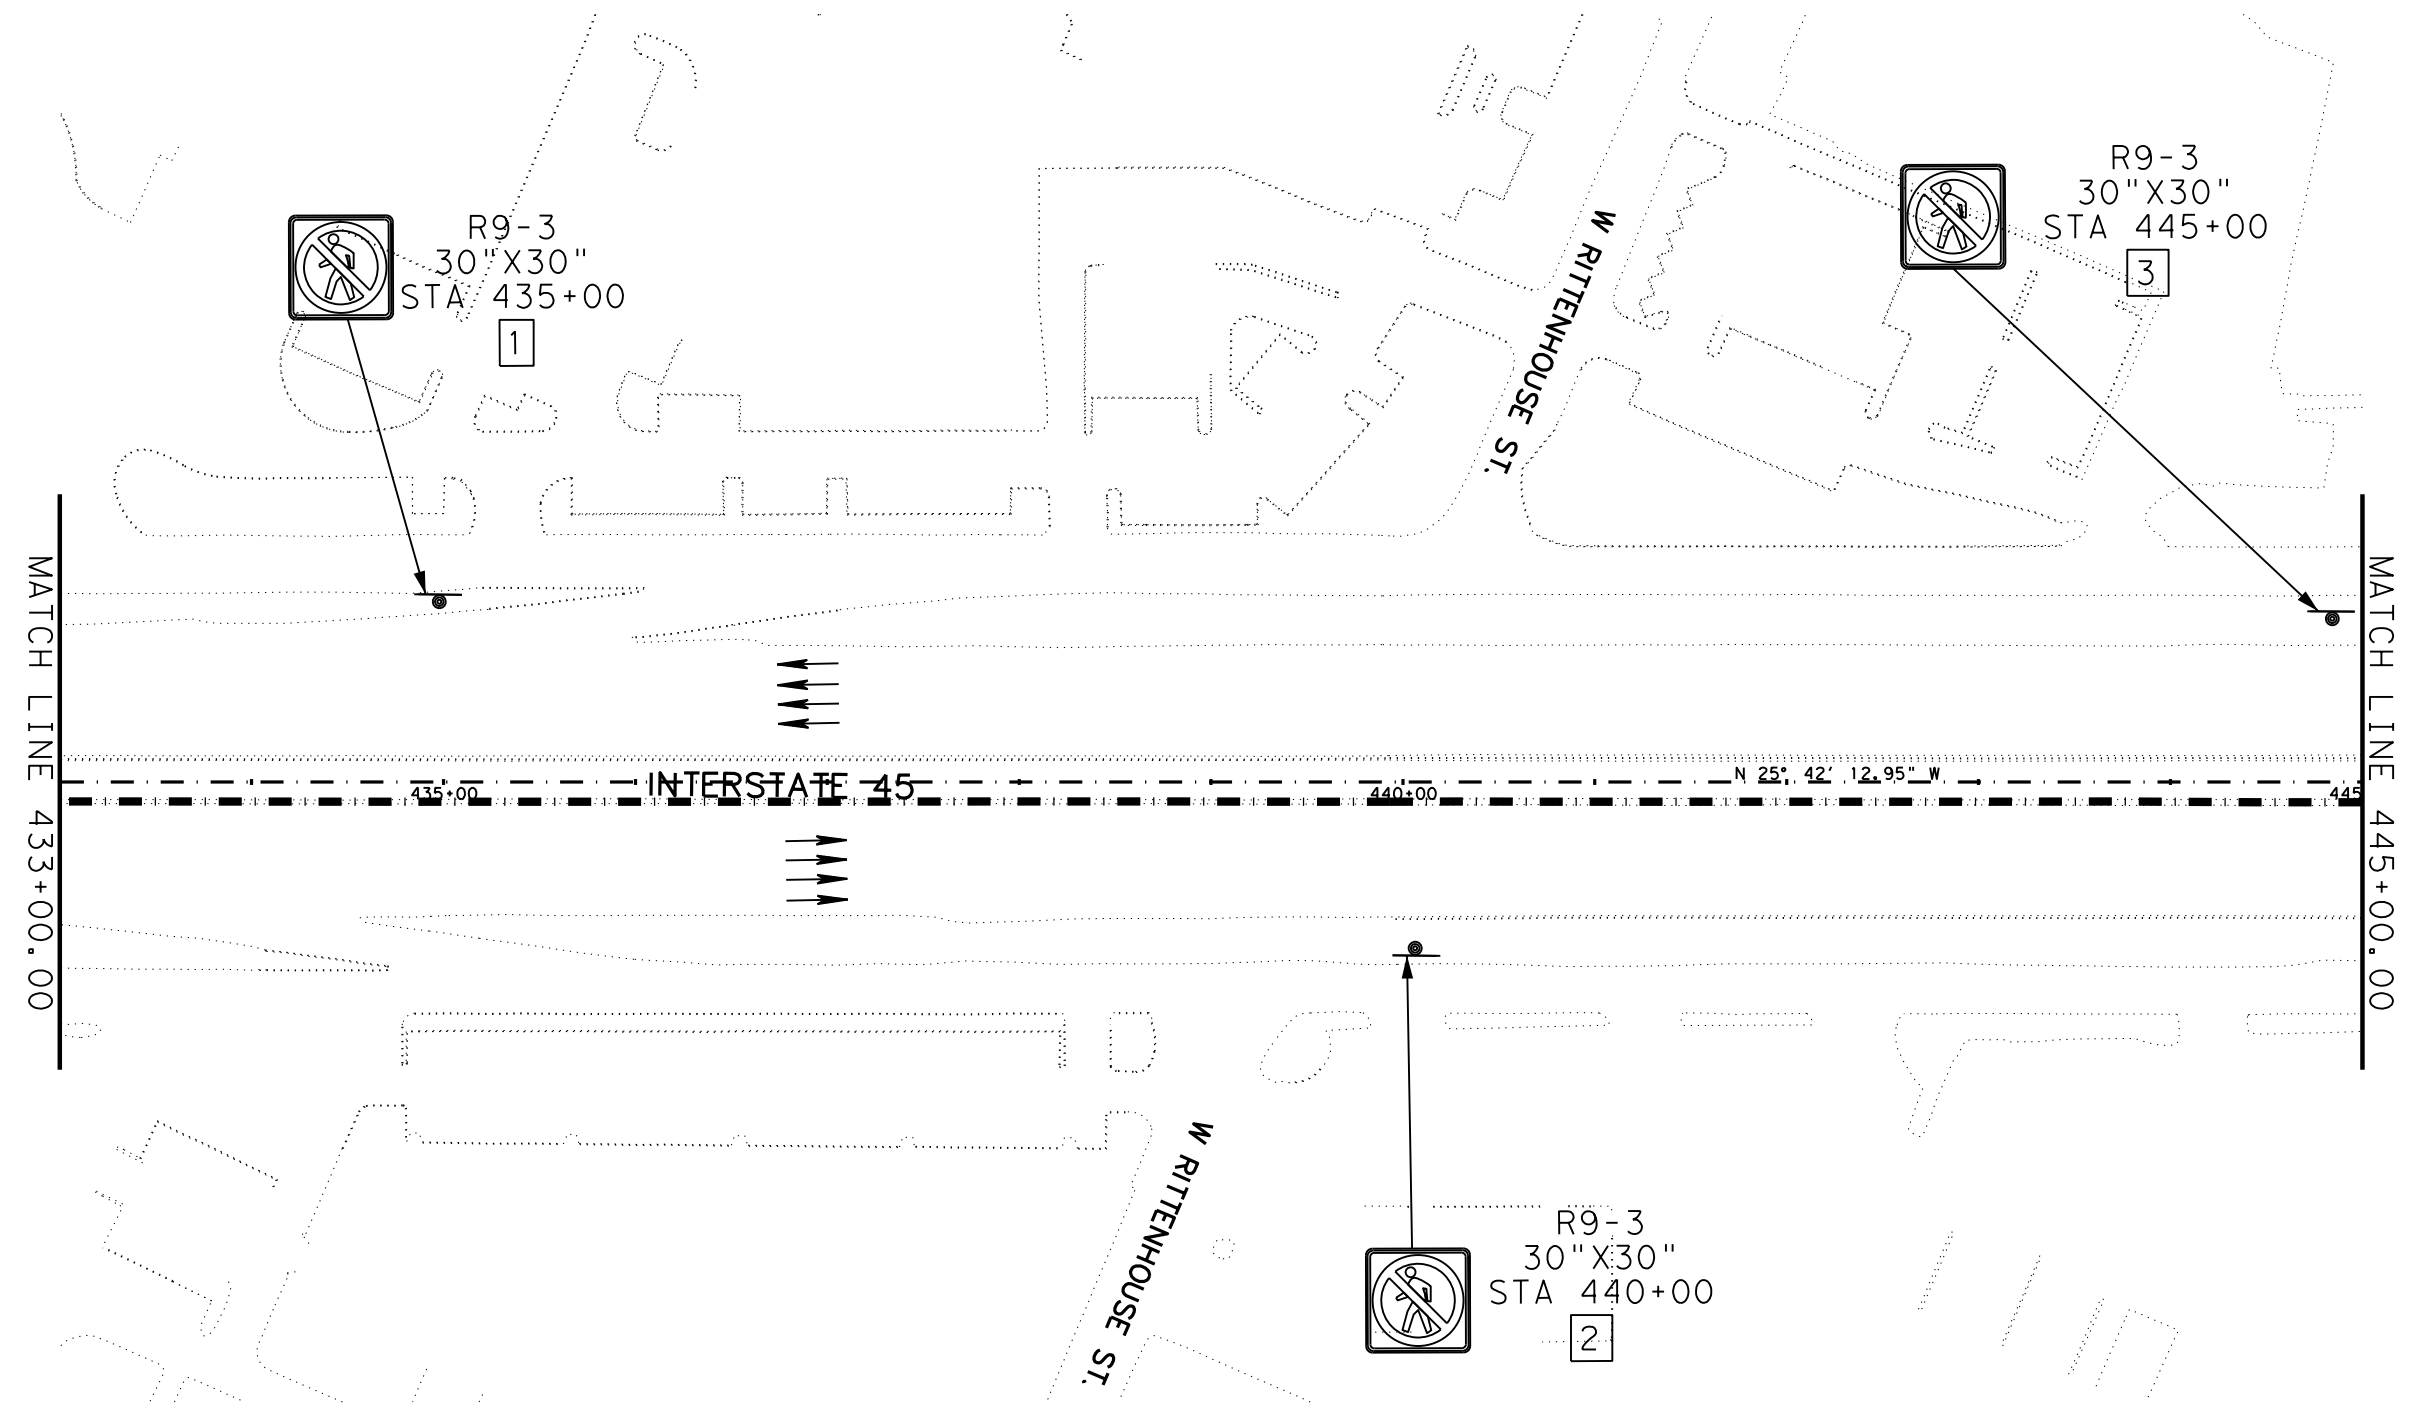 R9-3
30"X30"
STA 435+00
1
R9-3
30"X30"
STA 445+00
3
W RITTENHOUSE ST.
MATCH LINE 433+00.00
MATCH LINE 445+00.00
N 25° 42' 12.95" W
INTERSTATE 45
435+00
440+00
445
W RITTENHOUSE ST.
R9-3
30"X30"
STA 440+00
2